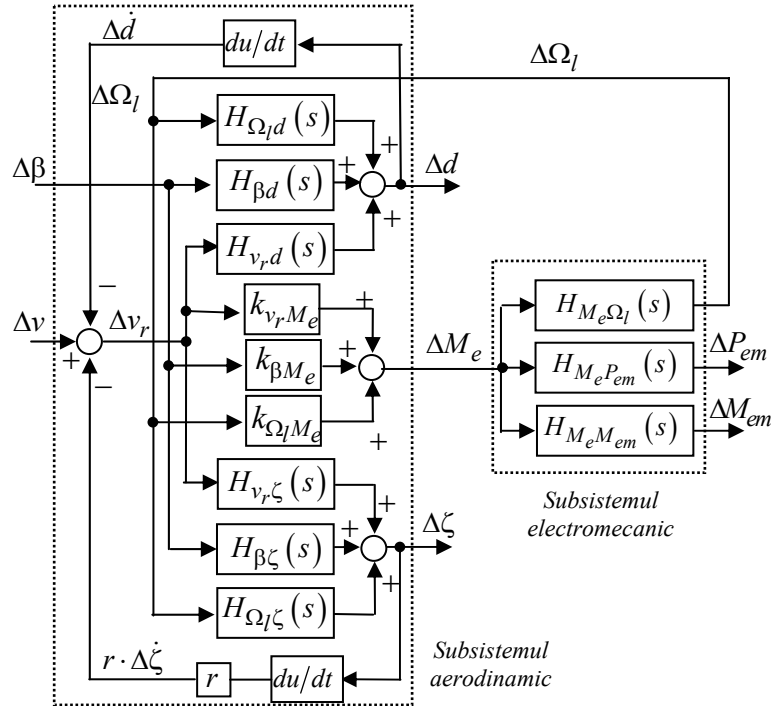 Δḋ
du/dt
ΔΩ_l
ΔΩ_l
H_{Ω_l d}(s)
+
Δβ
H_{βd}(s)
+
Δd
+
H_{v_r d}(s)
−
k_{v_r M_e}
+
H_{M_e Ω_l}(s)
Δv
+
Δv_r
−
k_{βM_e}
+
ΔM_e
H_{M_e P_em}(s)
ΔP_em
k_{Ω_l M_e}
+
H_{M_e M_em}(s)
ΔM_em
H_{v_r ζ}(s)
+
Subsistemul
electromecanic
H_{βζ}(s)
+
Δζ
+
H_{Ω_l ζ}(s)
r · Δζ̇
r
du/dt
Subsistemul
aerodinamic